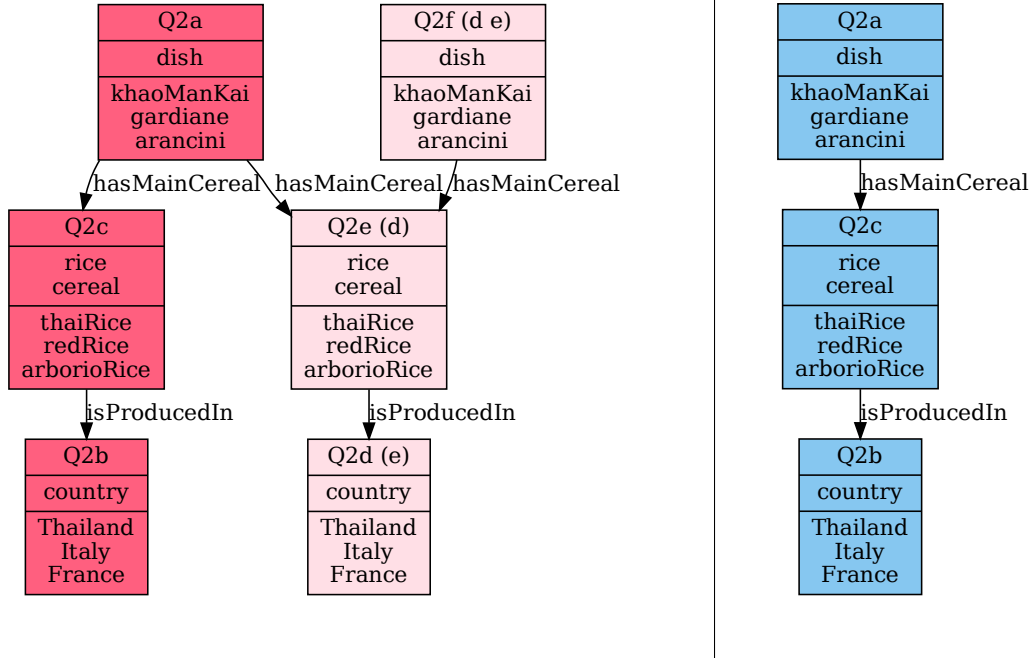 Q2a
dish
khaoManKai
gardiane
arancini
Q2f (d e)
dish
khaoManKai
gardiane
arancini
hasMainCereal
hasMainCereal
hasMainCereal
Q2c
rice
cereal
thaiRice
redRice
arborioRice
Q2e (d)
rice
cereal
thaiRice
redRice
arborioRice
isProducedIn
isProducedIn
Q2b
country
Thailand
Italy
France
Q2d (e)
country
Thailand
Italy
France
Q2a
dish
khaoManKai
gardiane
arancini
hasMainCereal
Q2c
rice
cereal
thaiRice
redRice
arborioRice
isProducedIn
Q2b
country
Thailand
Italy
France